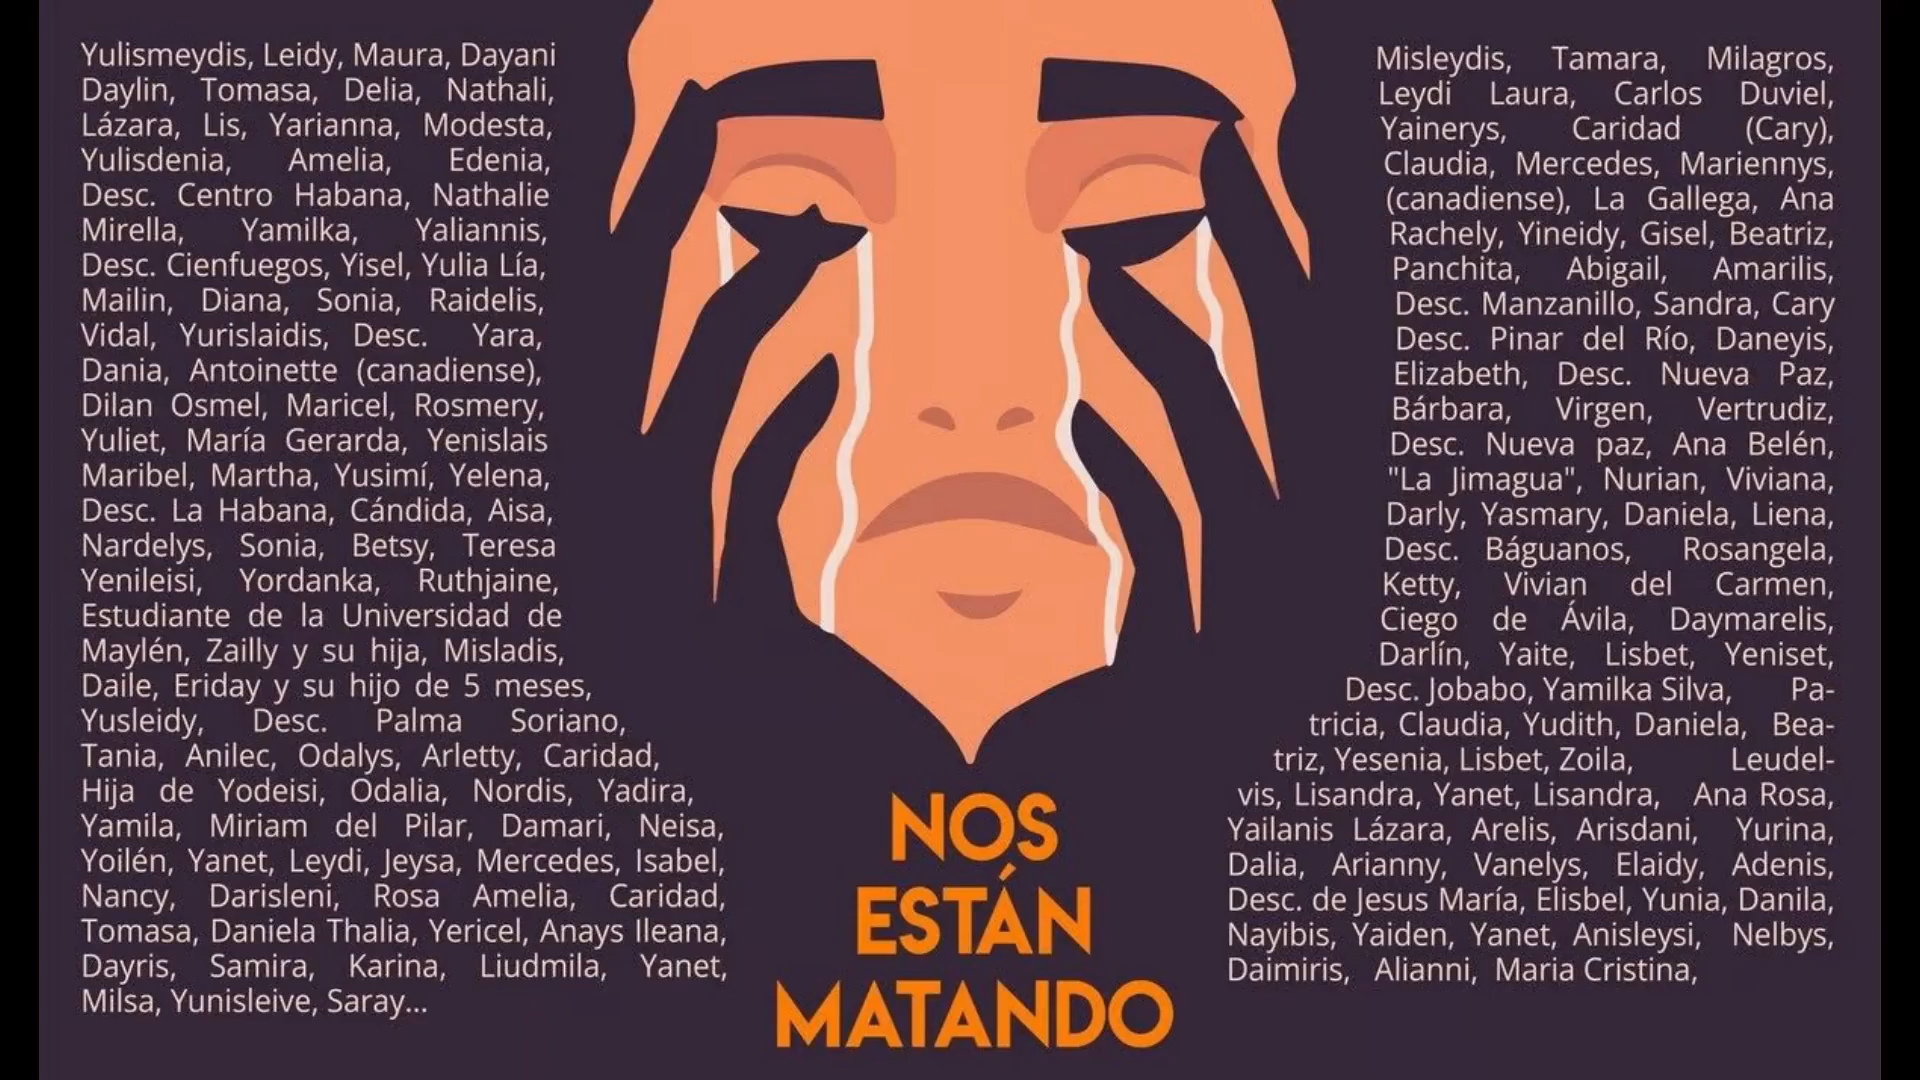 Yulismeydis, Leidy, Maura, Dayani
Daylin, Tomasa, Delia, Nathali,
Lázara, Lis, Yarianna, Modesta,
Yulisdenia, Amelia, Edenia,
Desc. Centro Habana, Nathalie
Mirella, Yamilka, Yaliannis,
Desc. Cienfuegos, Yisel, Yulia Lía,
Mailin, Diana, Sonia, Raidelis,
Vidal, Yurislaidis, Desc. Yara,
Dania, Antoinette (canadiense),
Dilan Osmel, Maricel, Rosmery,
Yuliet, María Gerarda, Yenislais
Maribel, Martha, Yusimí, Yelena,
Desc. La Habana, Cándida, Aisa,
Nardelys, Sonia, Betsy, Teresa
Yenileisi, Yordanka, Ruthjaine,
Estudiante de la Universidad de
Maylén, Zailly y su hija, Misladis,
Daile, Eriday y su hijo de 5 meses,
Yusleidy, Desc. Palma Soriano,
Tania, Anilec, Odalys, Arletty, Caridad,
Hija de Yodeisi, Odalia, Nordis, Yadira,
Yamila, Miriam del Pilar, Damari, Neisa,
Yoilén, Yanet, Leydi, Jeysa, Mercedes, Isabel,
Nancy, Darisleni, Rosa Amelia, Caridad,
Tomasa, Daniela Thalia, Yericel, Anays Ileana,
Dayris, Samira, Karina, Liudmila, Yanet,
Milsa, Yunisleive, Saray...
NOS
ESTÁN
MATANDO
Misleydis, Tamara, Milagros,
Leydi Laura, Carlos Duviel,
Yainerys, Caridad (Cary),
Claudia, Mercedes, Mariennys,
(canadiense), La Gallega, Ana
Rachely, Yineidy, Gisel, Beatriz,
Panchita, Abigail, Amarilis,
Desc. Manzanillo, Sandra, Cary
Desc. Pinar del Río, Daneyis,
Elizabeth, Desc. Nueva Paz,
Bárbara, Virgen, Vertrudiz,
Desc. Nueva paz, Ana Belén,
"La Jimagua", Nurian, Viviana,
Darly, Yasmary, Daniela, Liena,
Desc. Báguanos, Rosangela,
Ketty, Vivian del Carmen,
Ciego de Ávila, Daymarelis,
Darlín, Yaite, Lisbet, Yeniset,
Desc. Jobabo, Yamilka Silva, Pa-
tricia, Claudia, Yudith, Daniela, Bea-
triz, Yesenia, Lisbet, Zoila, Leudel-
vis, Lisandra, Yanet, Lisandra, Ana Rosa,
Yailanis Lázara, Arelis, Arisdani, Yurina,
Dalia, Arianny, Vanelys, Elaidy, Adenis,
Desc. de Jesus María, Elisbel, Yunia, Danila,
Nayibis, Yaiden, Yanet, Anisleysi, Nelbys,
Daimiris, Alianni, Maria Cristina,